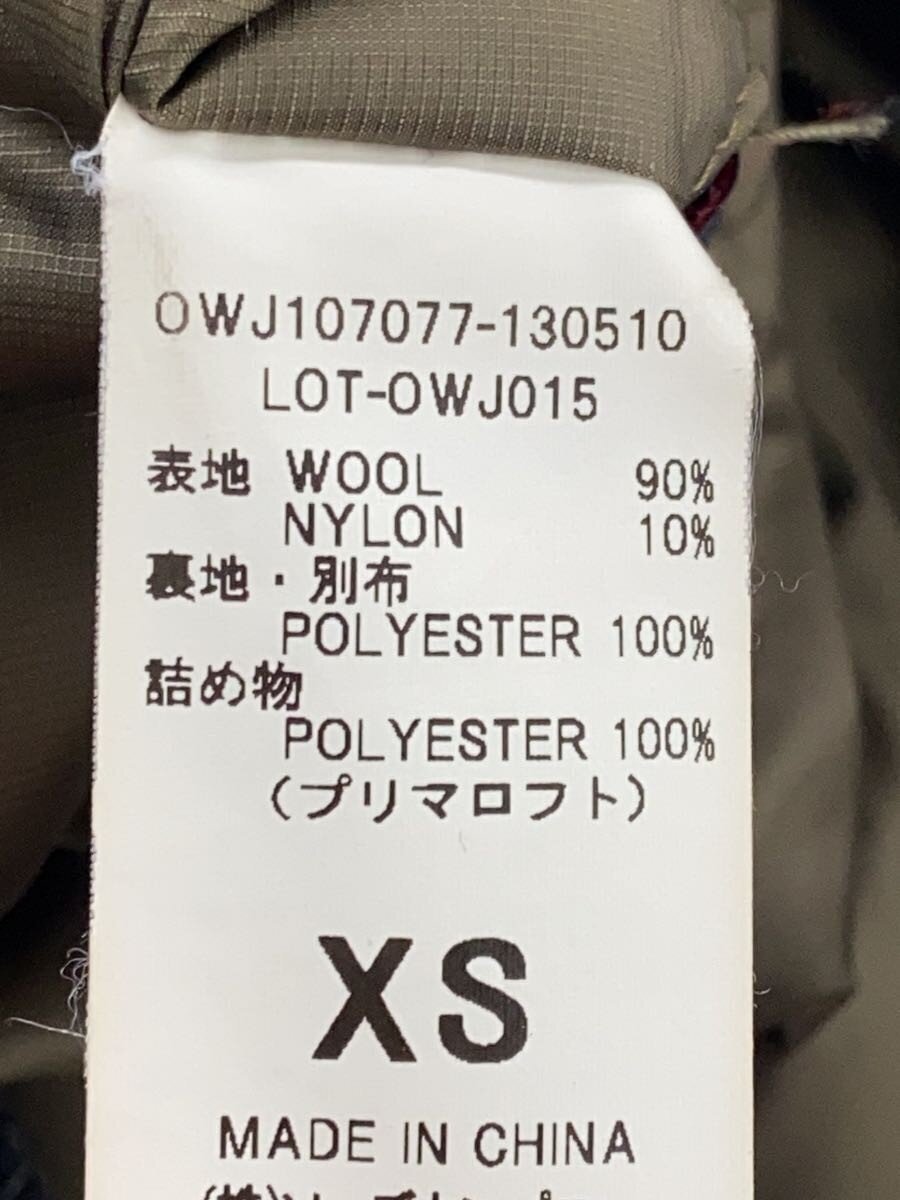 OWJ107077-130510
LOT-OWJ015
表地 WOOL 90%
NYLON 10%
裏地・別布
POLYESTER 100%
詰め物
POLYESTER 100%
(プリマロフト)
XS
MADE IN CHINA